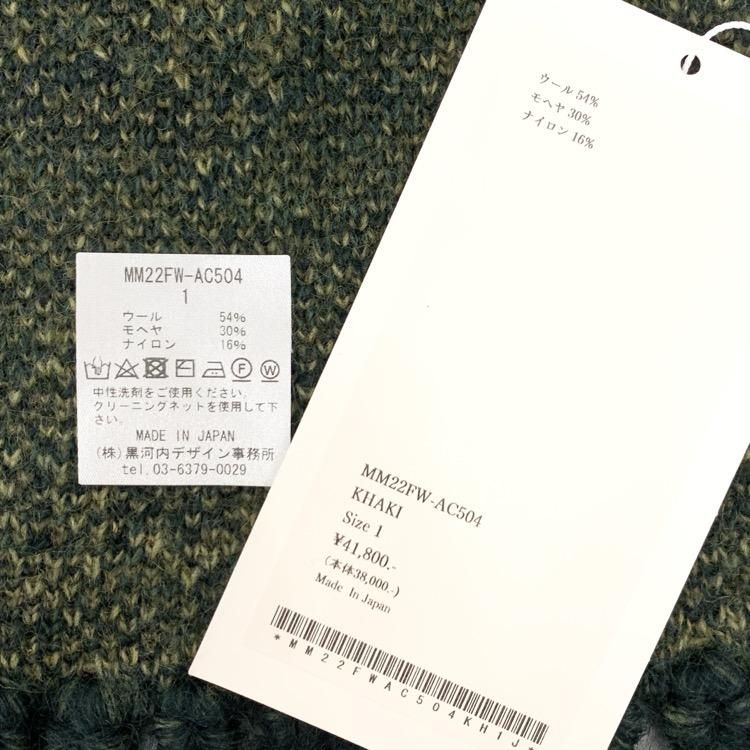 MM22FW-AC504
1
ウール 54%
モヘヤ 30%
ナイロン 16%
F W
中性洗剤をご使用ください。
クリーニングネットを使用して下
さい。
MADE IN JAPAN
(株)黒河内デザイン事務所
tel.03-6379-0029
ウール 54%
モヘヤ 30%
ナイロン 16%
MM22FW-AC504
KHAKI
Size 1
¥41,800.-
(本体38,000.-)
Made In Japan
*MM22FWAC504KH1J*